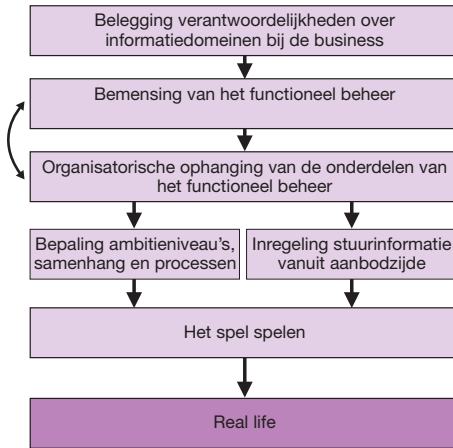 Belegging verantwoordelijkheden over
informatiedomeinen bij de business
Bemensing van het functioneel beheer
Organisatorische ophanging van de onderdelen van
het functioneel beheer
Bepaling ambitieniveau's,
samenhang en processen
Inregeling stuurinformatie
vanuit aanbodzijde
Het spel spelen
Real life